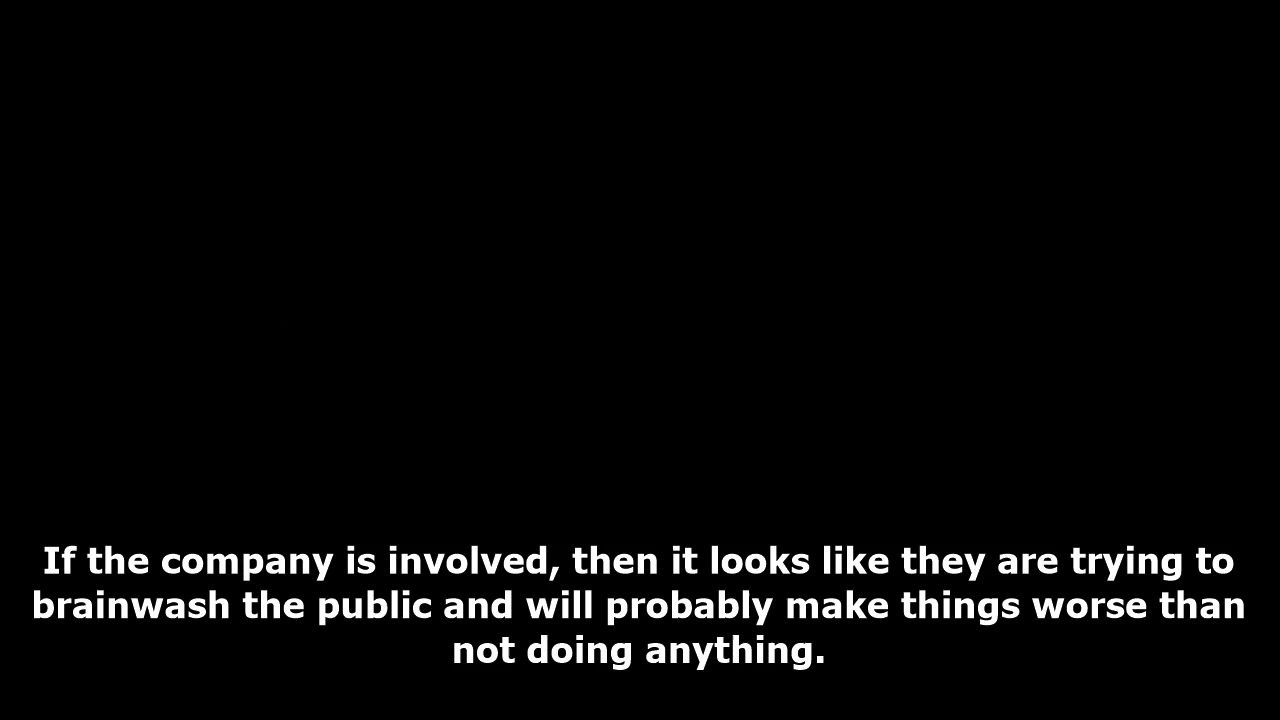 If the company is involved, then it looks like they are trying to
brainwash the public and will probably make things worse than
not doing anything.